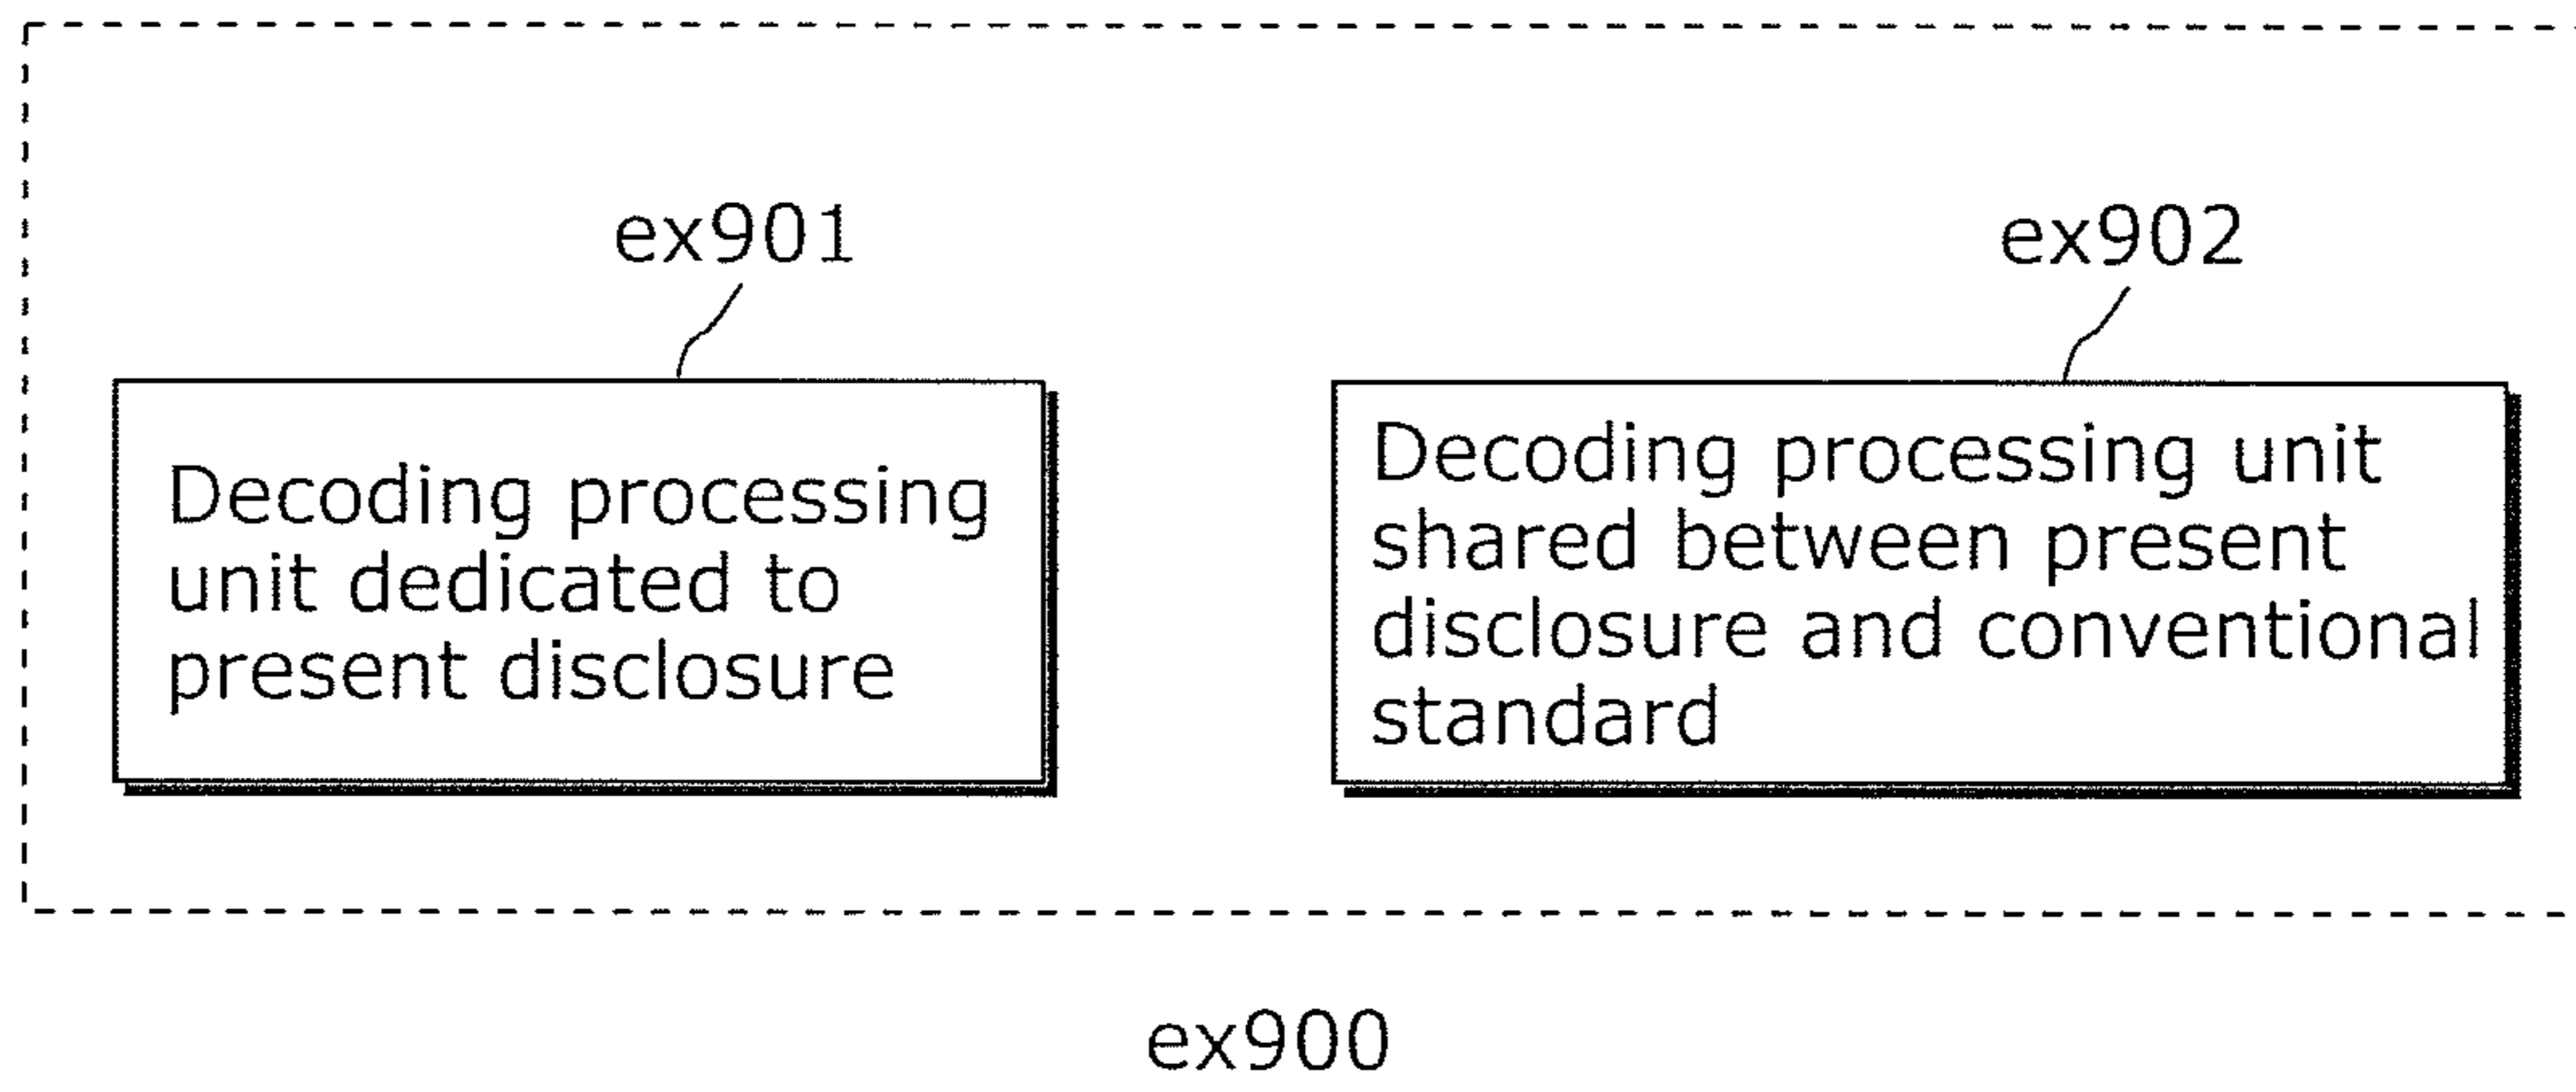 ex901
Decoding processing
unit dedicated to
present disclosure
ex902
Decoding processing unit
shared between present
disclosure and conventional
standard
ex900